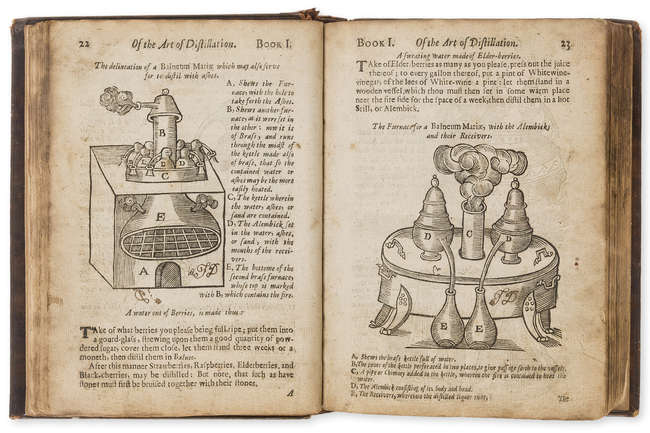 22 Of the Art of Distillation. BOOK I.
The delineation of a Balneum Mariæ, which may also serve
for to distil with ashes.
A, Shews the Fur-
nace, with the hole to
take forth the Ashes.
B, Shews another fur-
nace, as it were set in
the other: now it is
of Brass, and runs
through the midst of
the kettle made also
of brass, that so the
contained water or
ashes may be the more
easily heated.
C, The kettle wherein
the water, ashes, or
sand are contained.
D, The Alembick set
in the water, ashes,
or sand, with the
mouths of the recei-
vers.
E, The bottome of the
second brass furnace,
whose top is marked
with B, which contains the fire.
B
D D
C
E
A
A water out of Berries, is made thus:
TAke of what berries you please being full ripe, put them into
a gourd-glass, strewing upon them a good quantity of pow-
dered sugar, cover them close, let them stand three weeks or a
moneth, then distil them in Balneo.
After this manner Strawberries, Raspberries, Elderberries, and
Black-cherries, may be distilled: But note, that such as have
stones must first be bruised together with their stones.
A
BOOK I. Of the Art of Distillation. 23
A sweating water made of Elder-berries.
TAke of Elder berries as many as you please, press out the juice
thereof; to every gallon thereof, put a pint of White-wine-
vinegar, of the lees of White-wine a pint: let them stand in a
wooden vessel, which thou must then set in some warm place
near the fire side for the space of a week, then distil them in a hot
Still, or Alembick.
The Furnace for a Balneum Mariæ, with the Alembick,
and their Receivers.
D C D
E E
A, Shews the brass kettle full of water.
B, The cover of the kettle perforated in two places, to give passage forth to the vessels.
C, A pipe or Chimney added to the kettle, wherein the fire is contained to heat the
water.
D, The Alembick consisting of its body and head.
E, The Receivers, whereinto the distilled liquor runs,
The